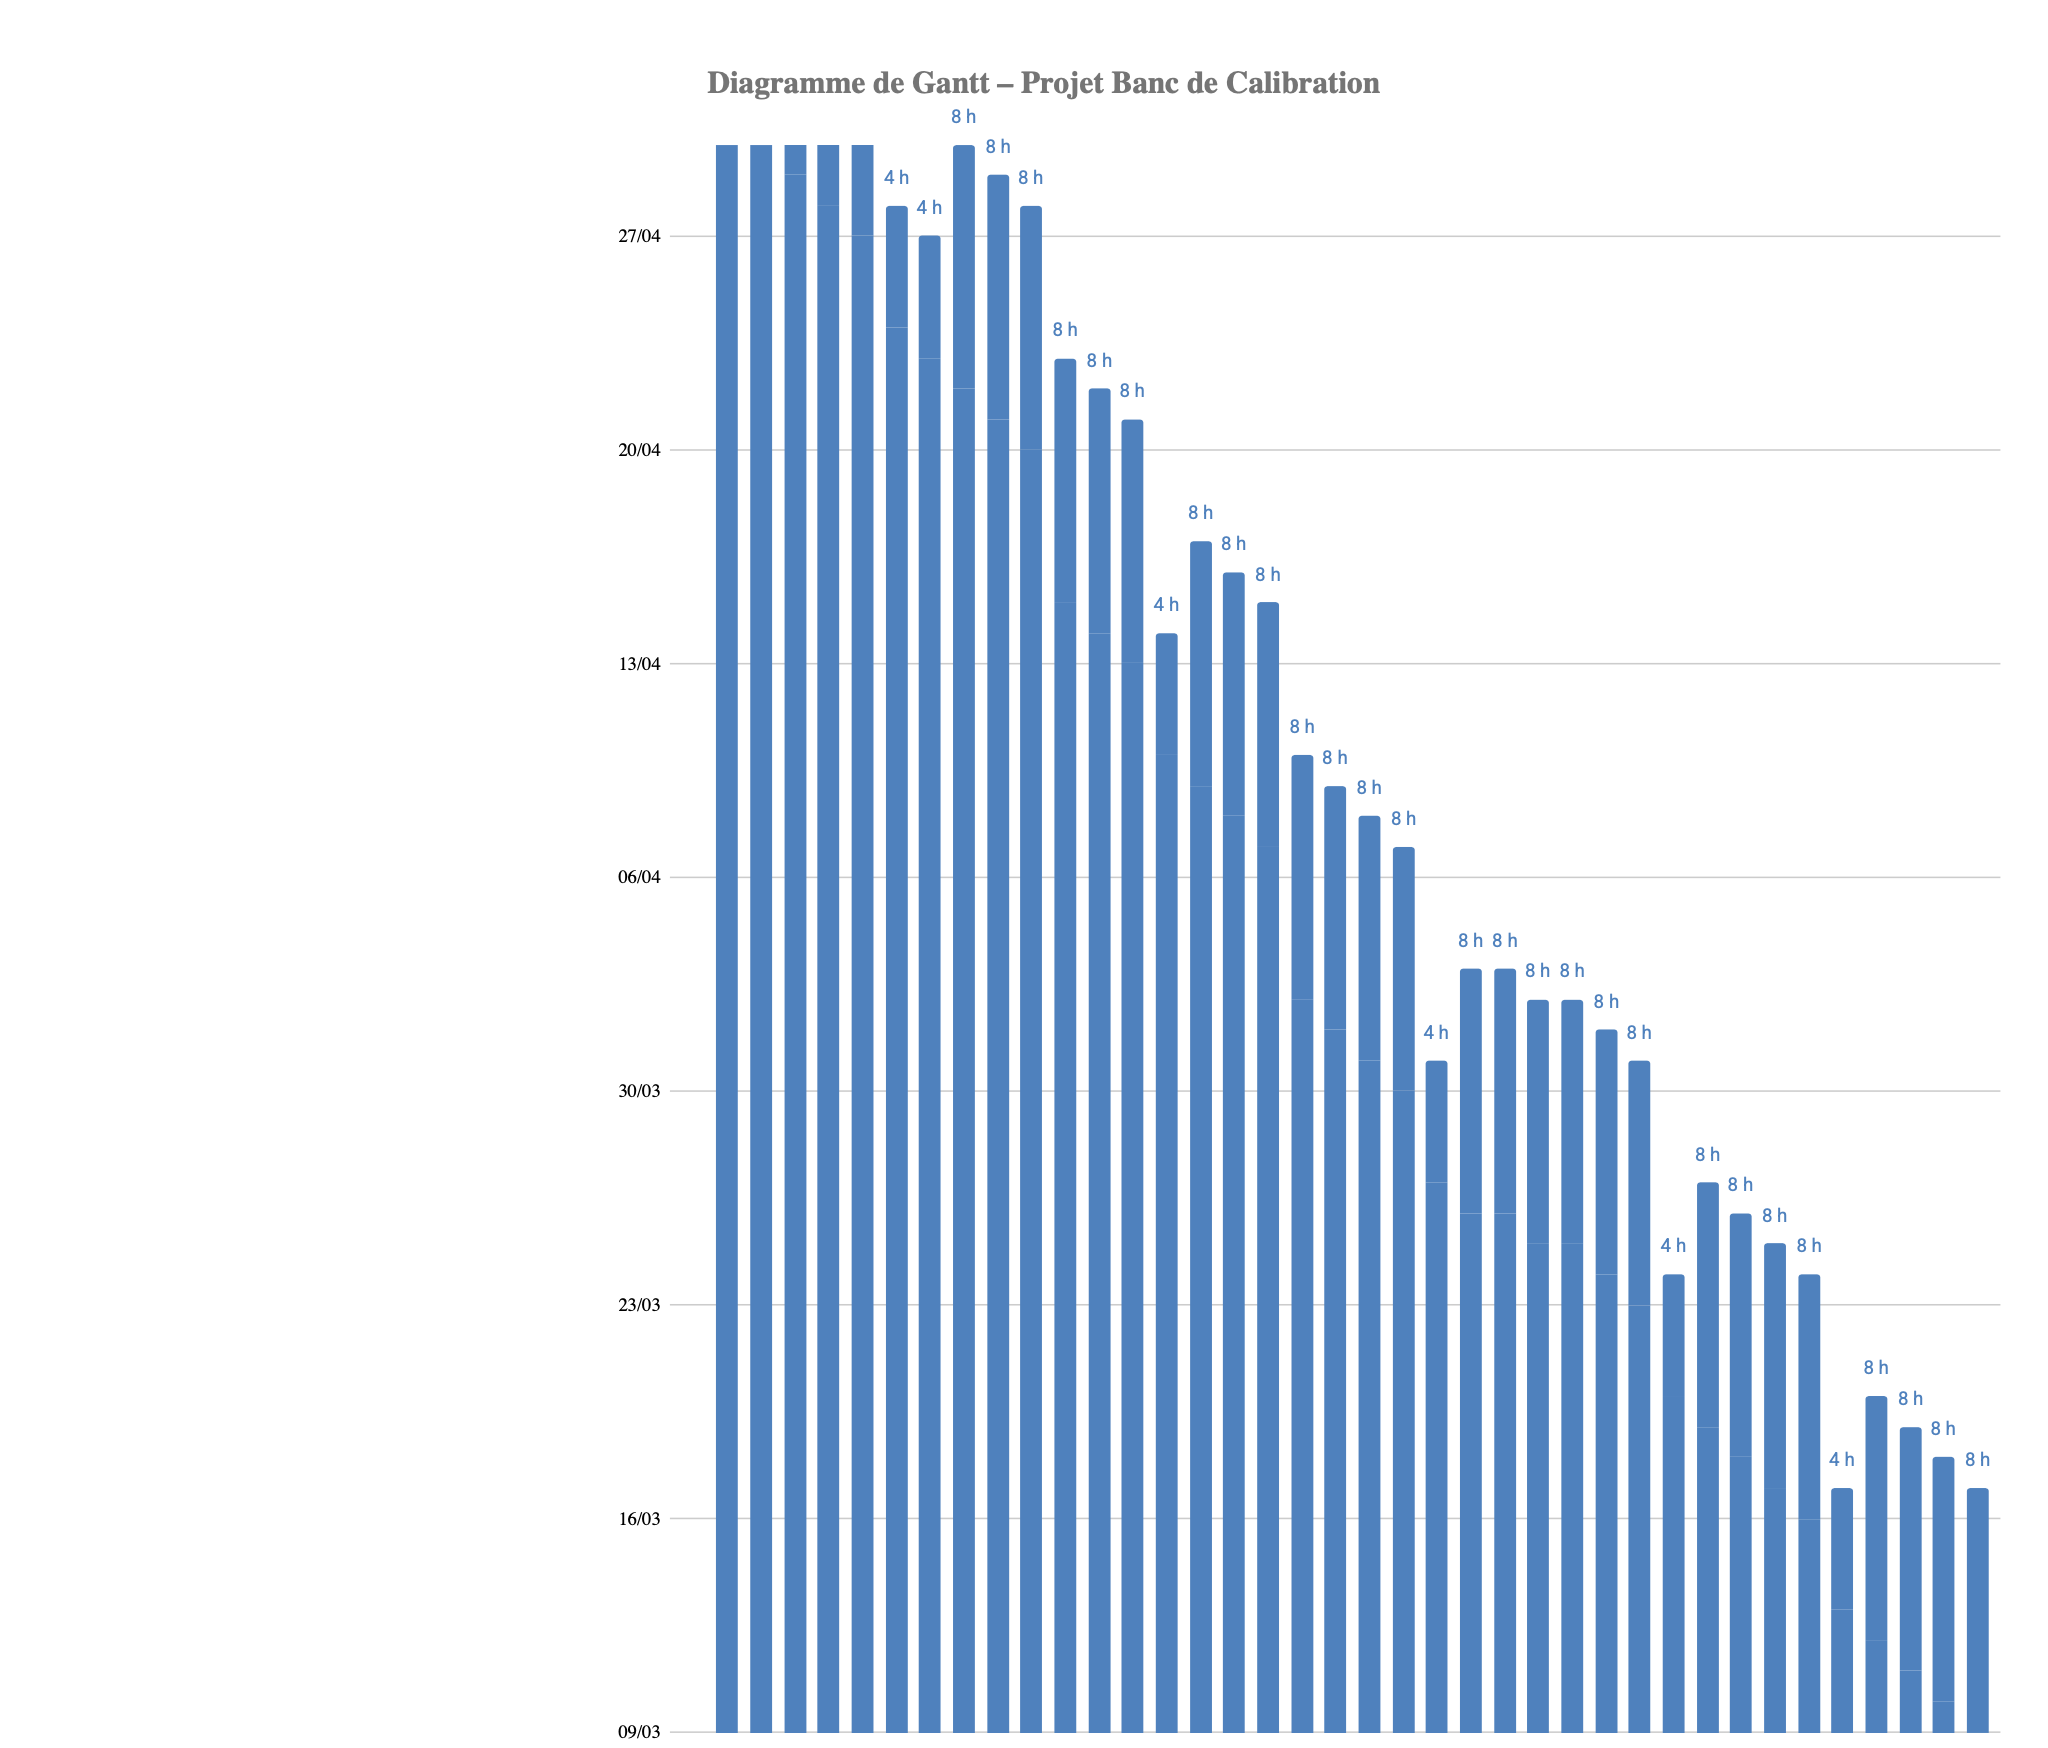 Diagramme de Gantt – Projet Banc de Calibration
8 h
8 h
4 h 8 h
4 h
27/04
8 h
8 h
8 h
20/04
8 h
8 h
8 h
4 h
13/04
8 h
8 h
8 h
8 h
06/04
8 h 8 h
8 h 8 h
8 h
4 h 8 h
30/03
8 h
8 h
8 h
4 h 8 h
23/03
8 h
8 h
8 h
4 h 8 h
16/03
09/03